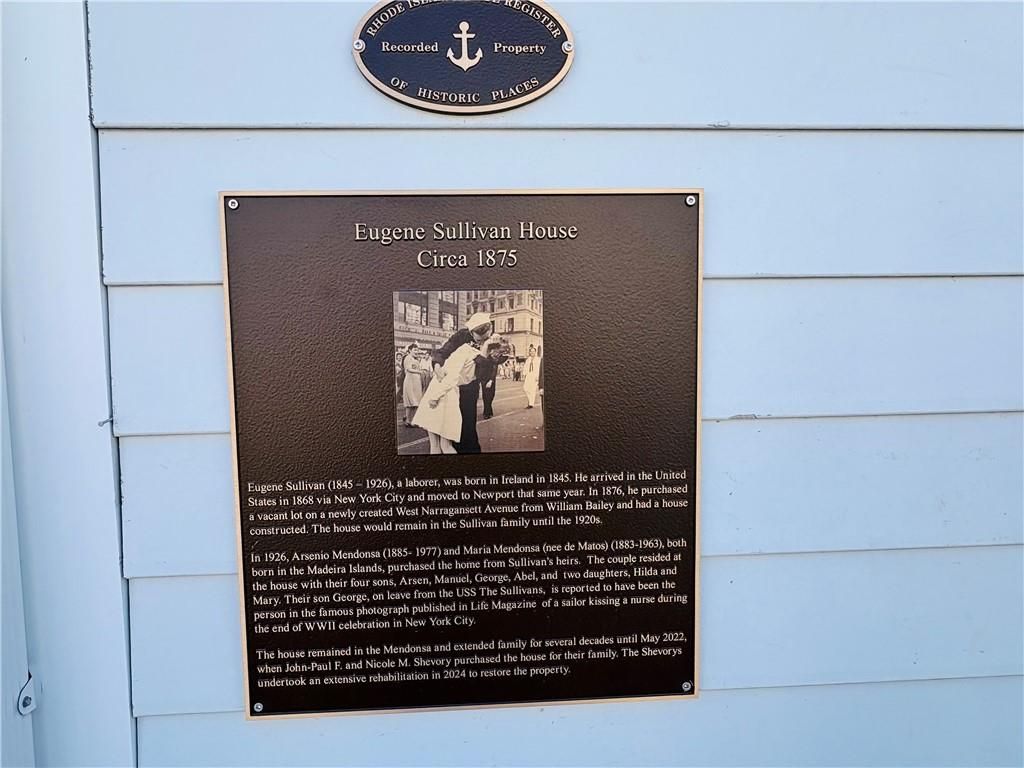 RHODE ISLAND REGISTER
Recorded Property
OF HISTORIC PLACES
Eugene Sullivan House
Circa 1875
Eugene Sullivan (1845 – 1926), a laborer, was born in Ireland in 1845. He arrived in the United
States in 1868 via New York City and moved to Newport that same year. In 1876, he purchased
a vacant lot on a newly created West Narragansett Avenue from William Bailey and had a house
constructed. The house would remain in the Sullivan family until the 1920s.
In 1926, Arsenio Mendonsa (1885- 1977) and Maria Mendonsa (nee de Matos) (1883-1963), both
born in the Madeira Islands, purchased the home from Sullivan's heirs. The couple resided at
the house with their four sons, Arsen, Manuel, George, Abel, and two daughters, Hilda and
Mary. Their son George, on leave from the USS The Sullivans, is reported to have been the
person in the famous photograph published in Life Magazine of a sailor kissing a nurse during
the end of WWII celebration in New York City.
The house remained in the Mendonsa and extended family for several decades until May 2022,
when John-Paul F. and Nicole M. Shevory purchased the house for their family. The Shevorys
undertook an extensive rehabilitation in 2024 to restore the property.